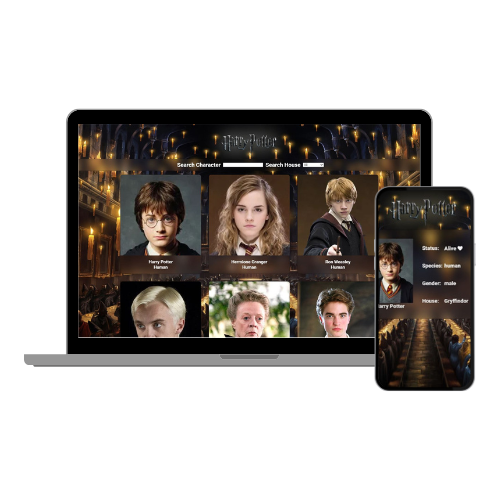 Harry Potter
Search Character Search House
Harry Potter
Human
Hermione Granger
Human
Ron Weasley
Human
Harry Potter
Status: Alive
Species: human
Gender: male
House: Gryffindor
arry Potter